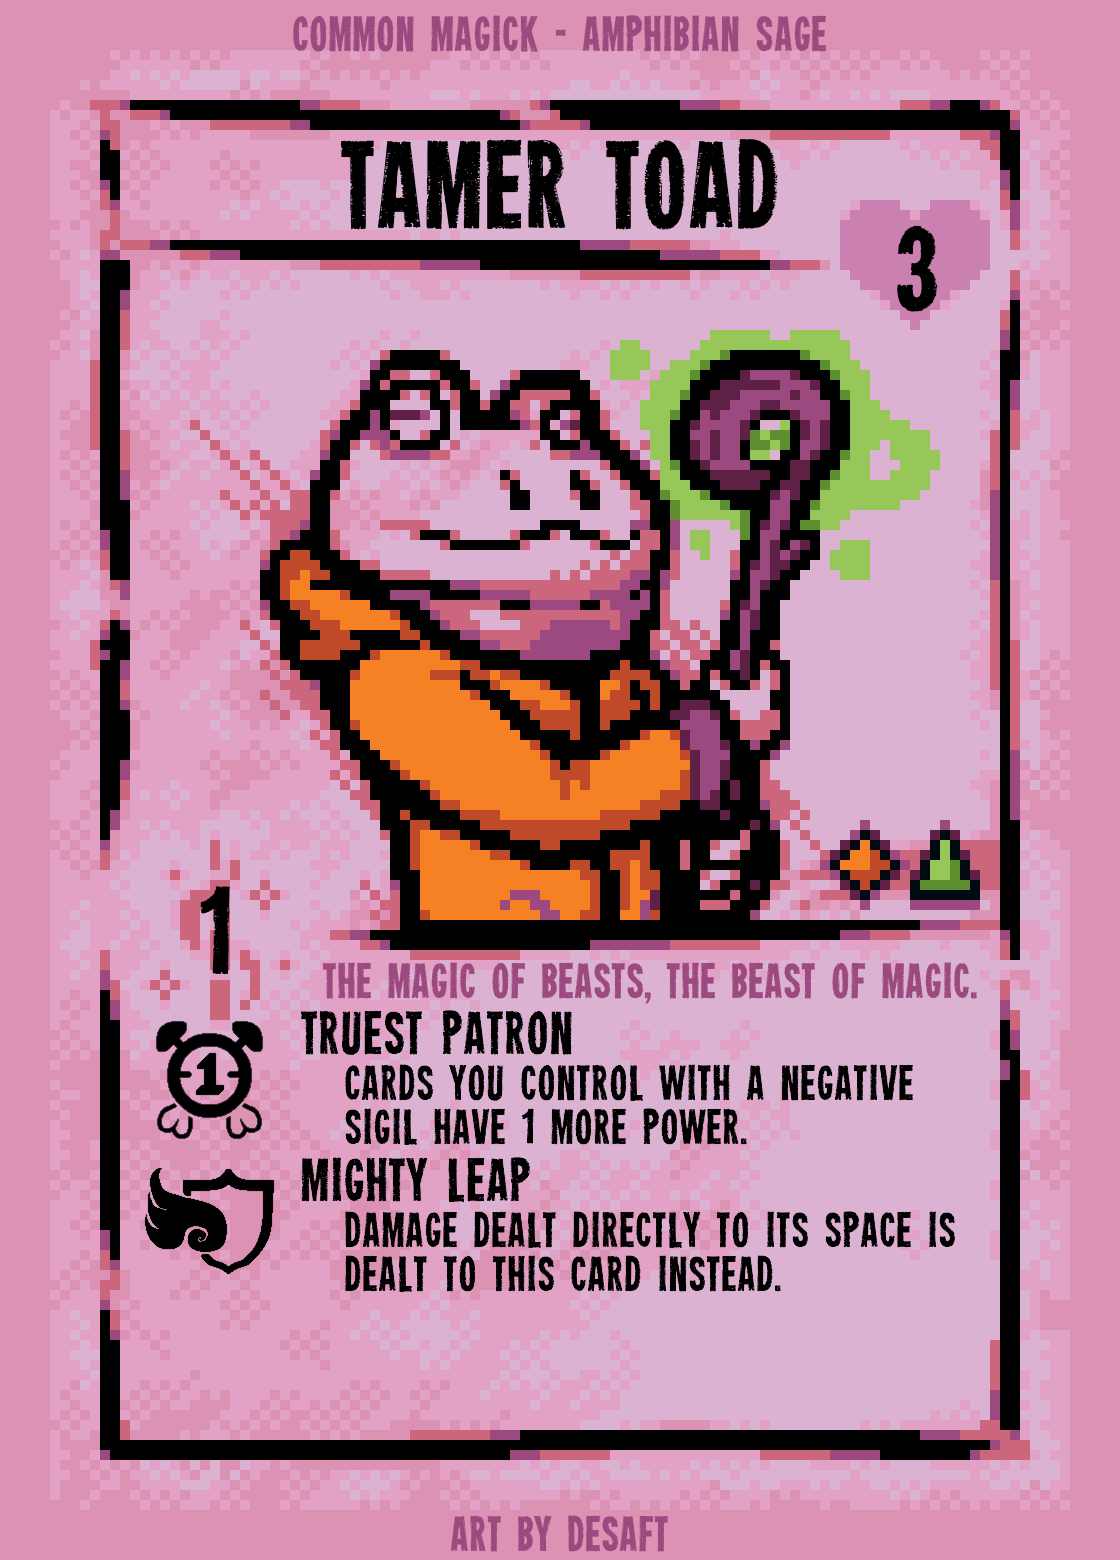 COMMON MAGICK - AMPHIBIAN SAGE
TAMER TOAD
3
1
THE MAGIC OF BEASTS, THE BEAST OF MAGIC.
TRUEST PATRON
1
CARDS YOU CONTROL WITH A NEGATIVE
SIGIL HAVE 1 MORE POWER.
MIGHTY LEAP
DAMAGE DEALT DIRECTLY TO ITS SPACE IS
DEALT TO THIS CARD INSTEAD.
ART BY DESAFT